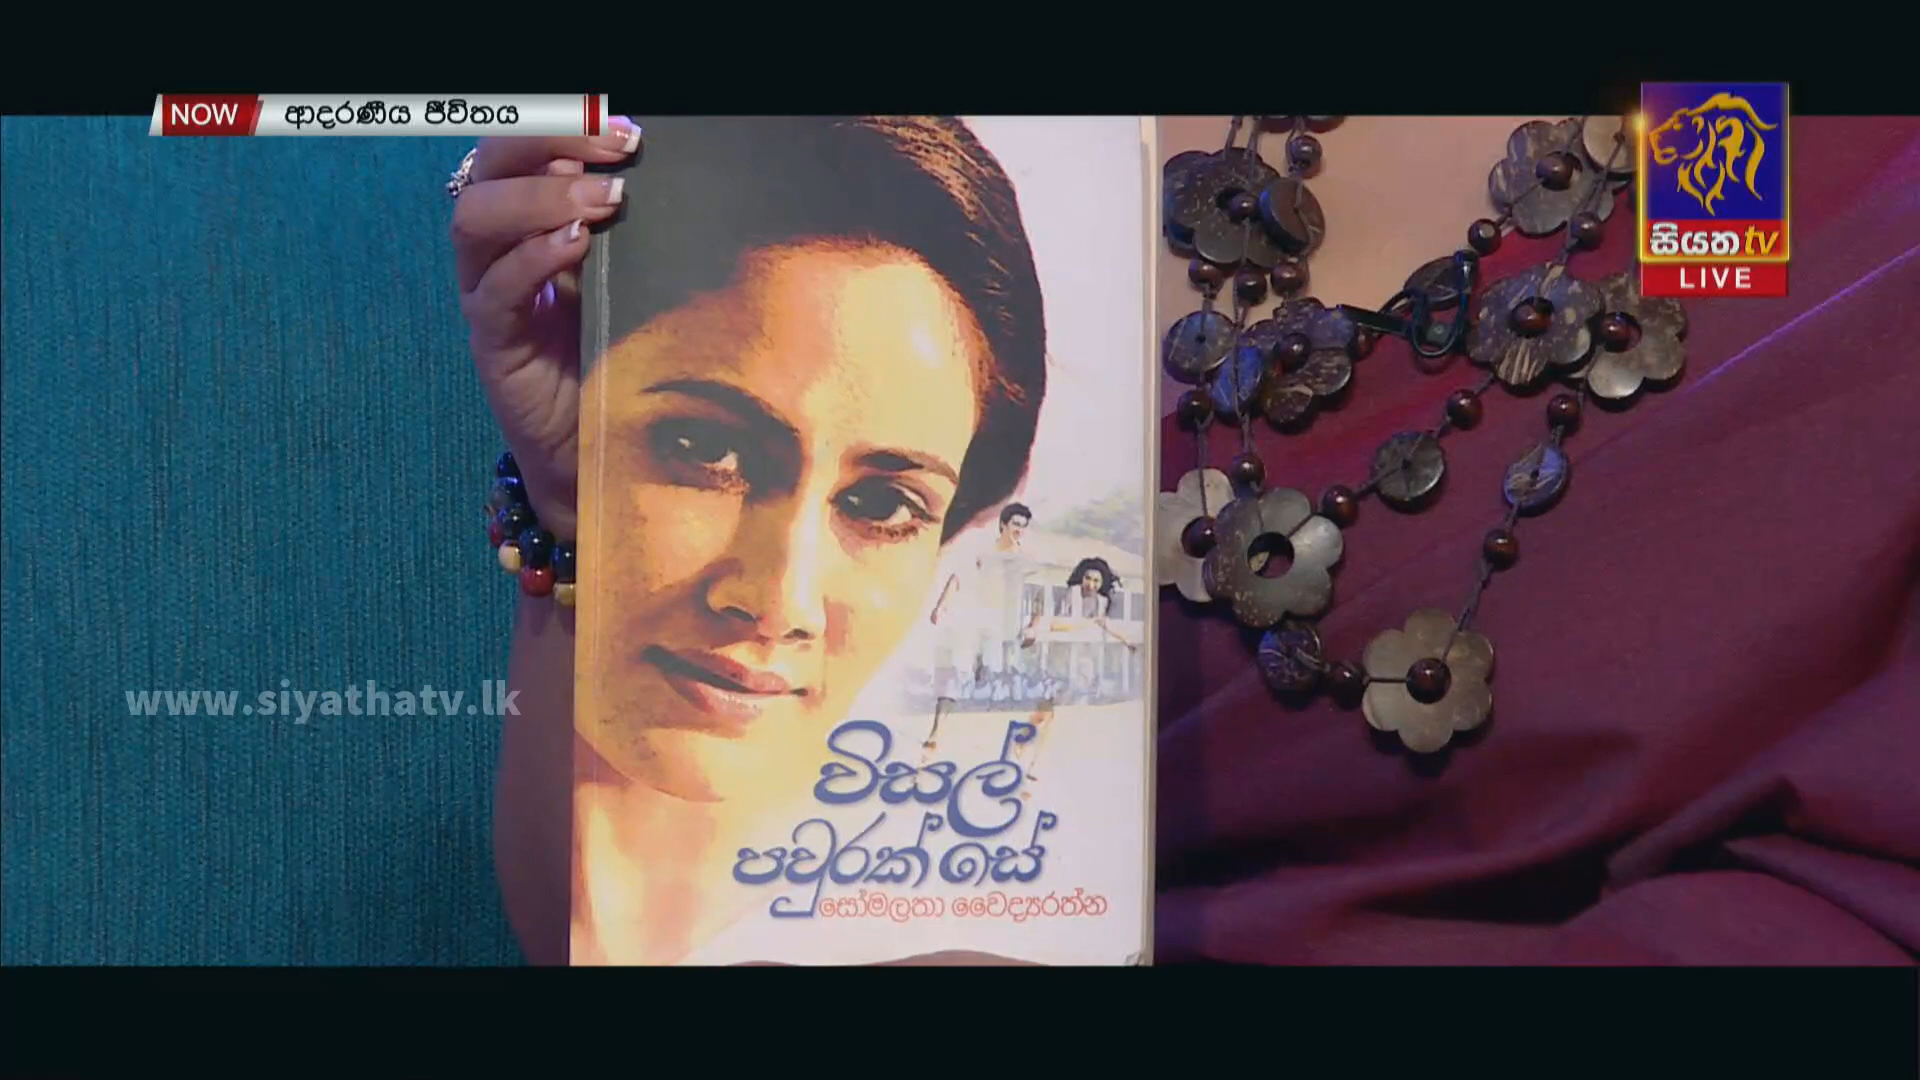 NOW ආදරණීය ජීවිතය
සියත tv
LIVE
www.siyathatv.lk
විසල්
පවුරක් සේ
සෝමලතා වෛද්‍යරත්න